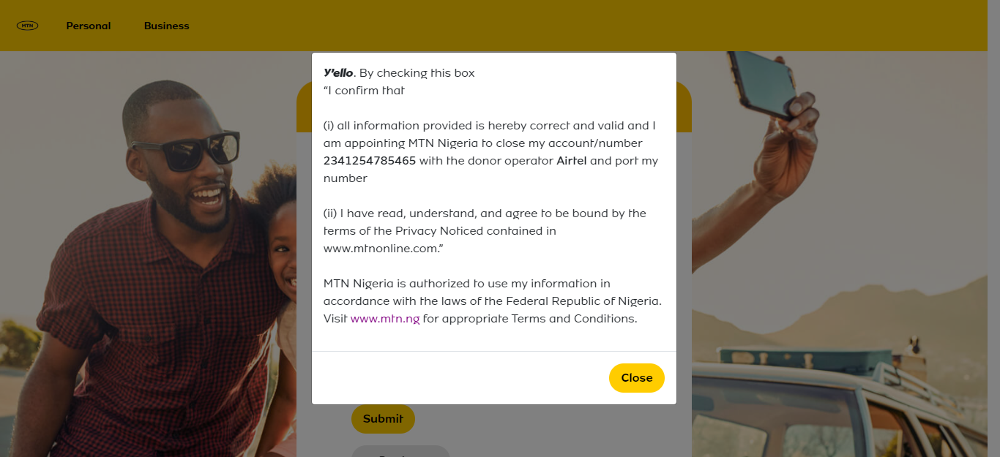 MTN
Personal
Business
Y'ello. By checking this box
“I confirm that
(i) all information provided is hereby correct and valid and I
am appointing MTN Nigeria to close my account/number
2341254785465 with the donor operator Airtel and port my
number
(ii) I have read, understand, and agree to be bound by the
terms of the Privacy Noticed contained in
www.mtnonline.com.”
MTN Nigeria is authorized to use my information in
accordance with the laws of the Federal Republic of Nigeria.
Visit www.mtn.ng for appropriate Terms and Conditions.
Close
Submit